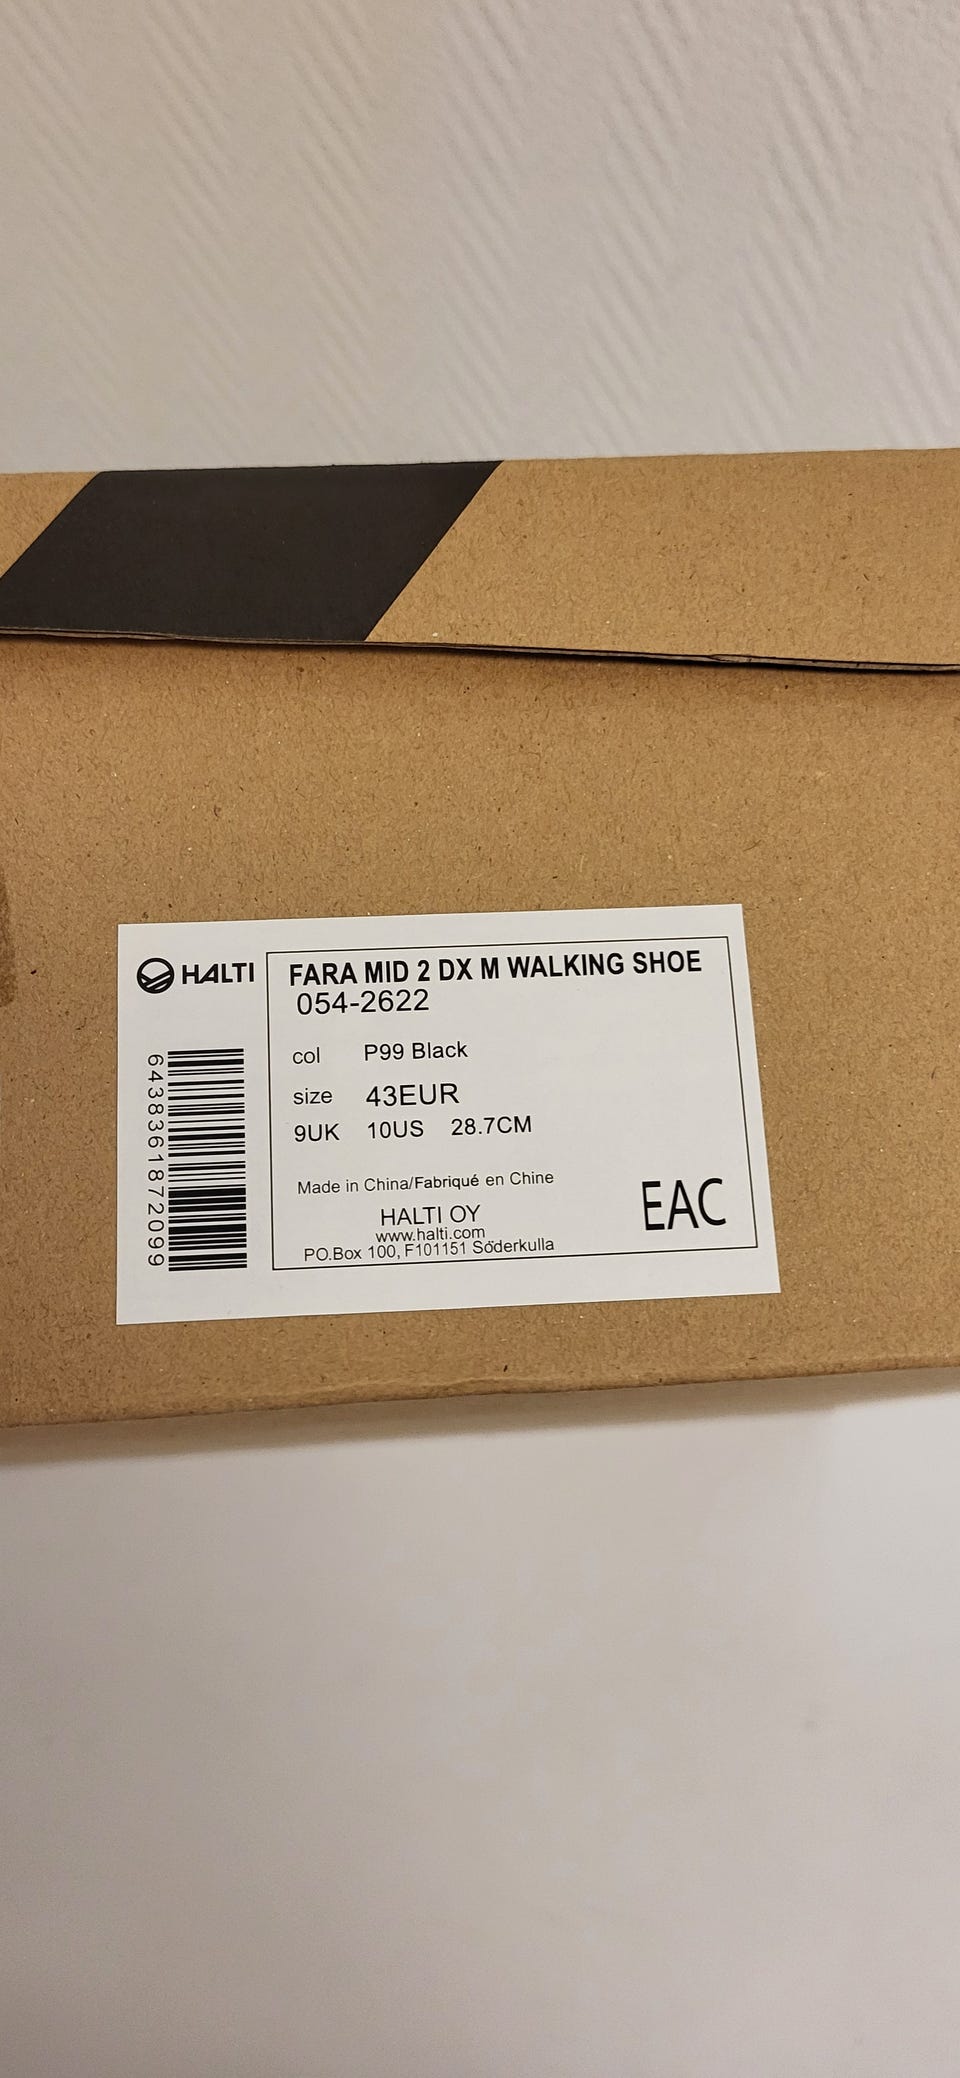 HALTI
6438361872099
FARA MID 2 DX M WALKING SHOE
054-2622
col P99 Black
size 43EUR
9UK 10US 28.7CM
Made in China/Fabriqué en Chine
HALTI OY
www.halti.com
PO.Box 100, F101151 Söderkulla
EAC